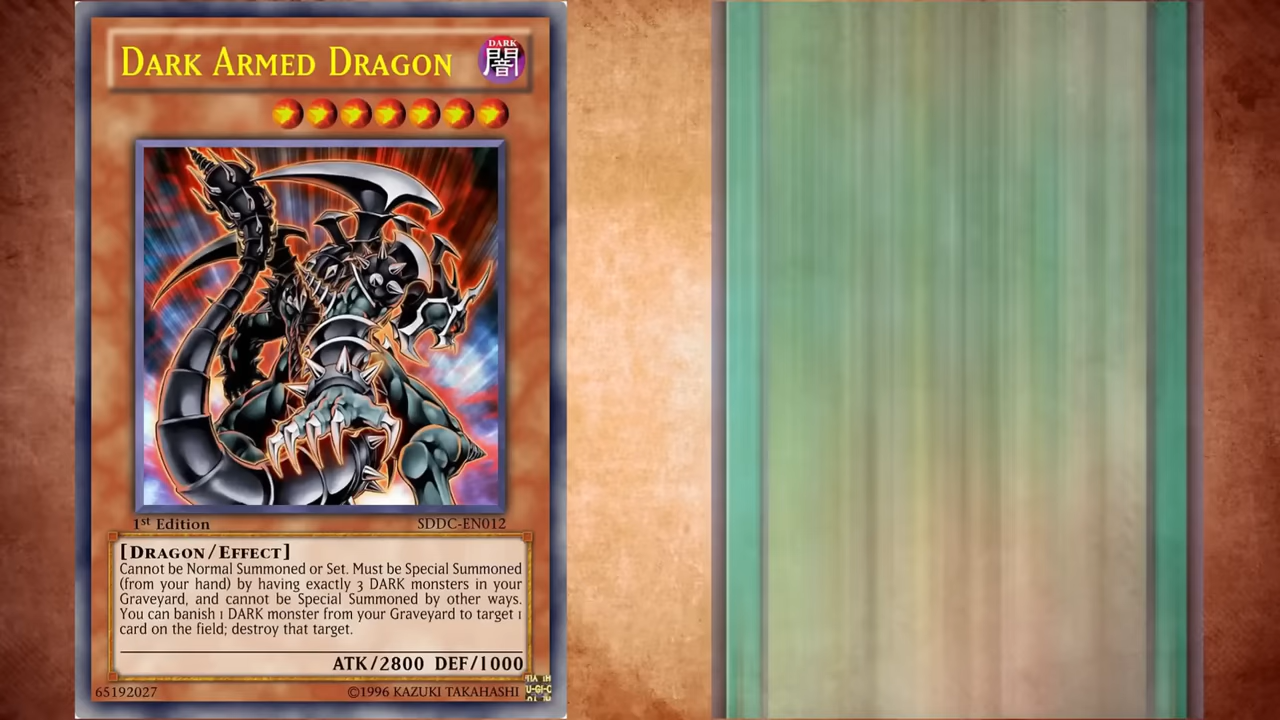 DARK ARMED DRAGON
DARK
闇
1st Edition
SDDC-EN012
[DRAGON/EFFECT]
Cannot be Normal Summoned or Set. Must be Special Summoned
(from your hand) by having exactly 3 DARK monsters in your
Graveyard, and cannot be Special Summoned by other ways.
You can banish 1 DARK monster from your Graveyard to target 1
card on the field; destroy that target.
ATK/2800 DEF/1000
65192027
©1996 KAZUKI TAKAHASHI